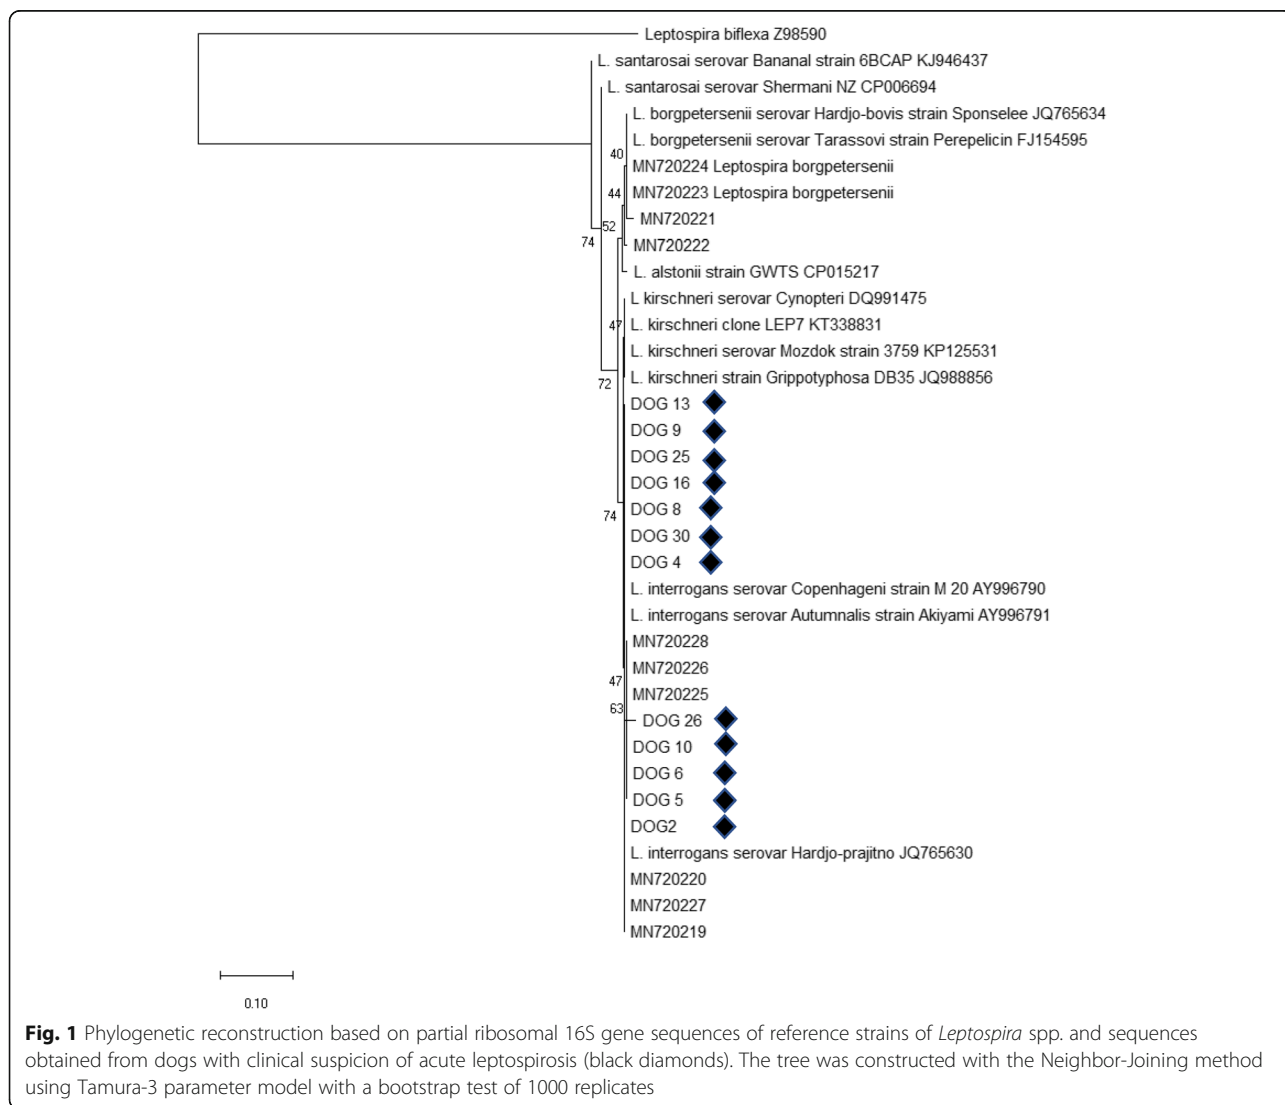 Leptospira biflexa Z98590
L. santarosai serovar Bananal strain 6BCAP KJ946437
L. santarosai serovar Shermani NZ CP006694
L. borgpetersenii serovar Hardjo-bovis strain Sponselee JQ765634
L. borgpetersenii serovar Tarassovi strain Perepelicin FJ154595
40
MN720224 Leptospira borgpetersenii
44
MN720223 Leptospira borgpetersenii
MN720221
52
74
MN720222
L. alstonii strain GWTS CP015217
L kirschneri serovar Cynopteri DQ991475
47
L. kirschneri clone LEP7 KT338831
L. kirschneri serovar Mozdok strain 3759 KP125531
72
L. kirschneri strain Grippotyphosa DB35 JQ988856
DOG 13
DOG 9
DOG 25
DOG 16
DOG 8
74
DOG 30
DOG 4
L. interrogans serovar Copenhageni strain M 20 AY996790
L. interrogans serovar Autumnalis strain Akiyami AY996791
MN720228
MN720226
47
MN720225
63
DOG 26
DOG 10
DOG 6
DOG 5
DOG2
L. interrogans serovar Hardjo-prajitno JQ765630
MN720220
MN720227
MN720219
0.10
Fig. 1 Phylogenetic reconstruction based on partial ribosomal 16S gene sequences of reference strains of Leptospira spp. and sequences
obtained from dogs with clinical suspicion of acute leptospirosis (black diamonds). The tree was constructed with the Neighbor-Joining method
using Tamura-3 parameter model with a bootstrap test of 1000 replicates